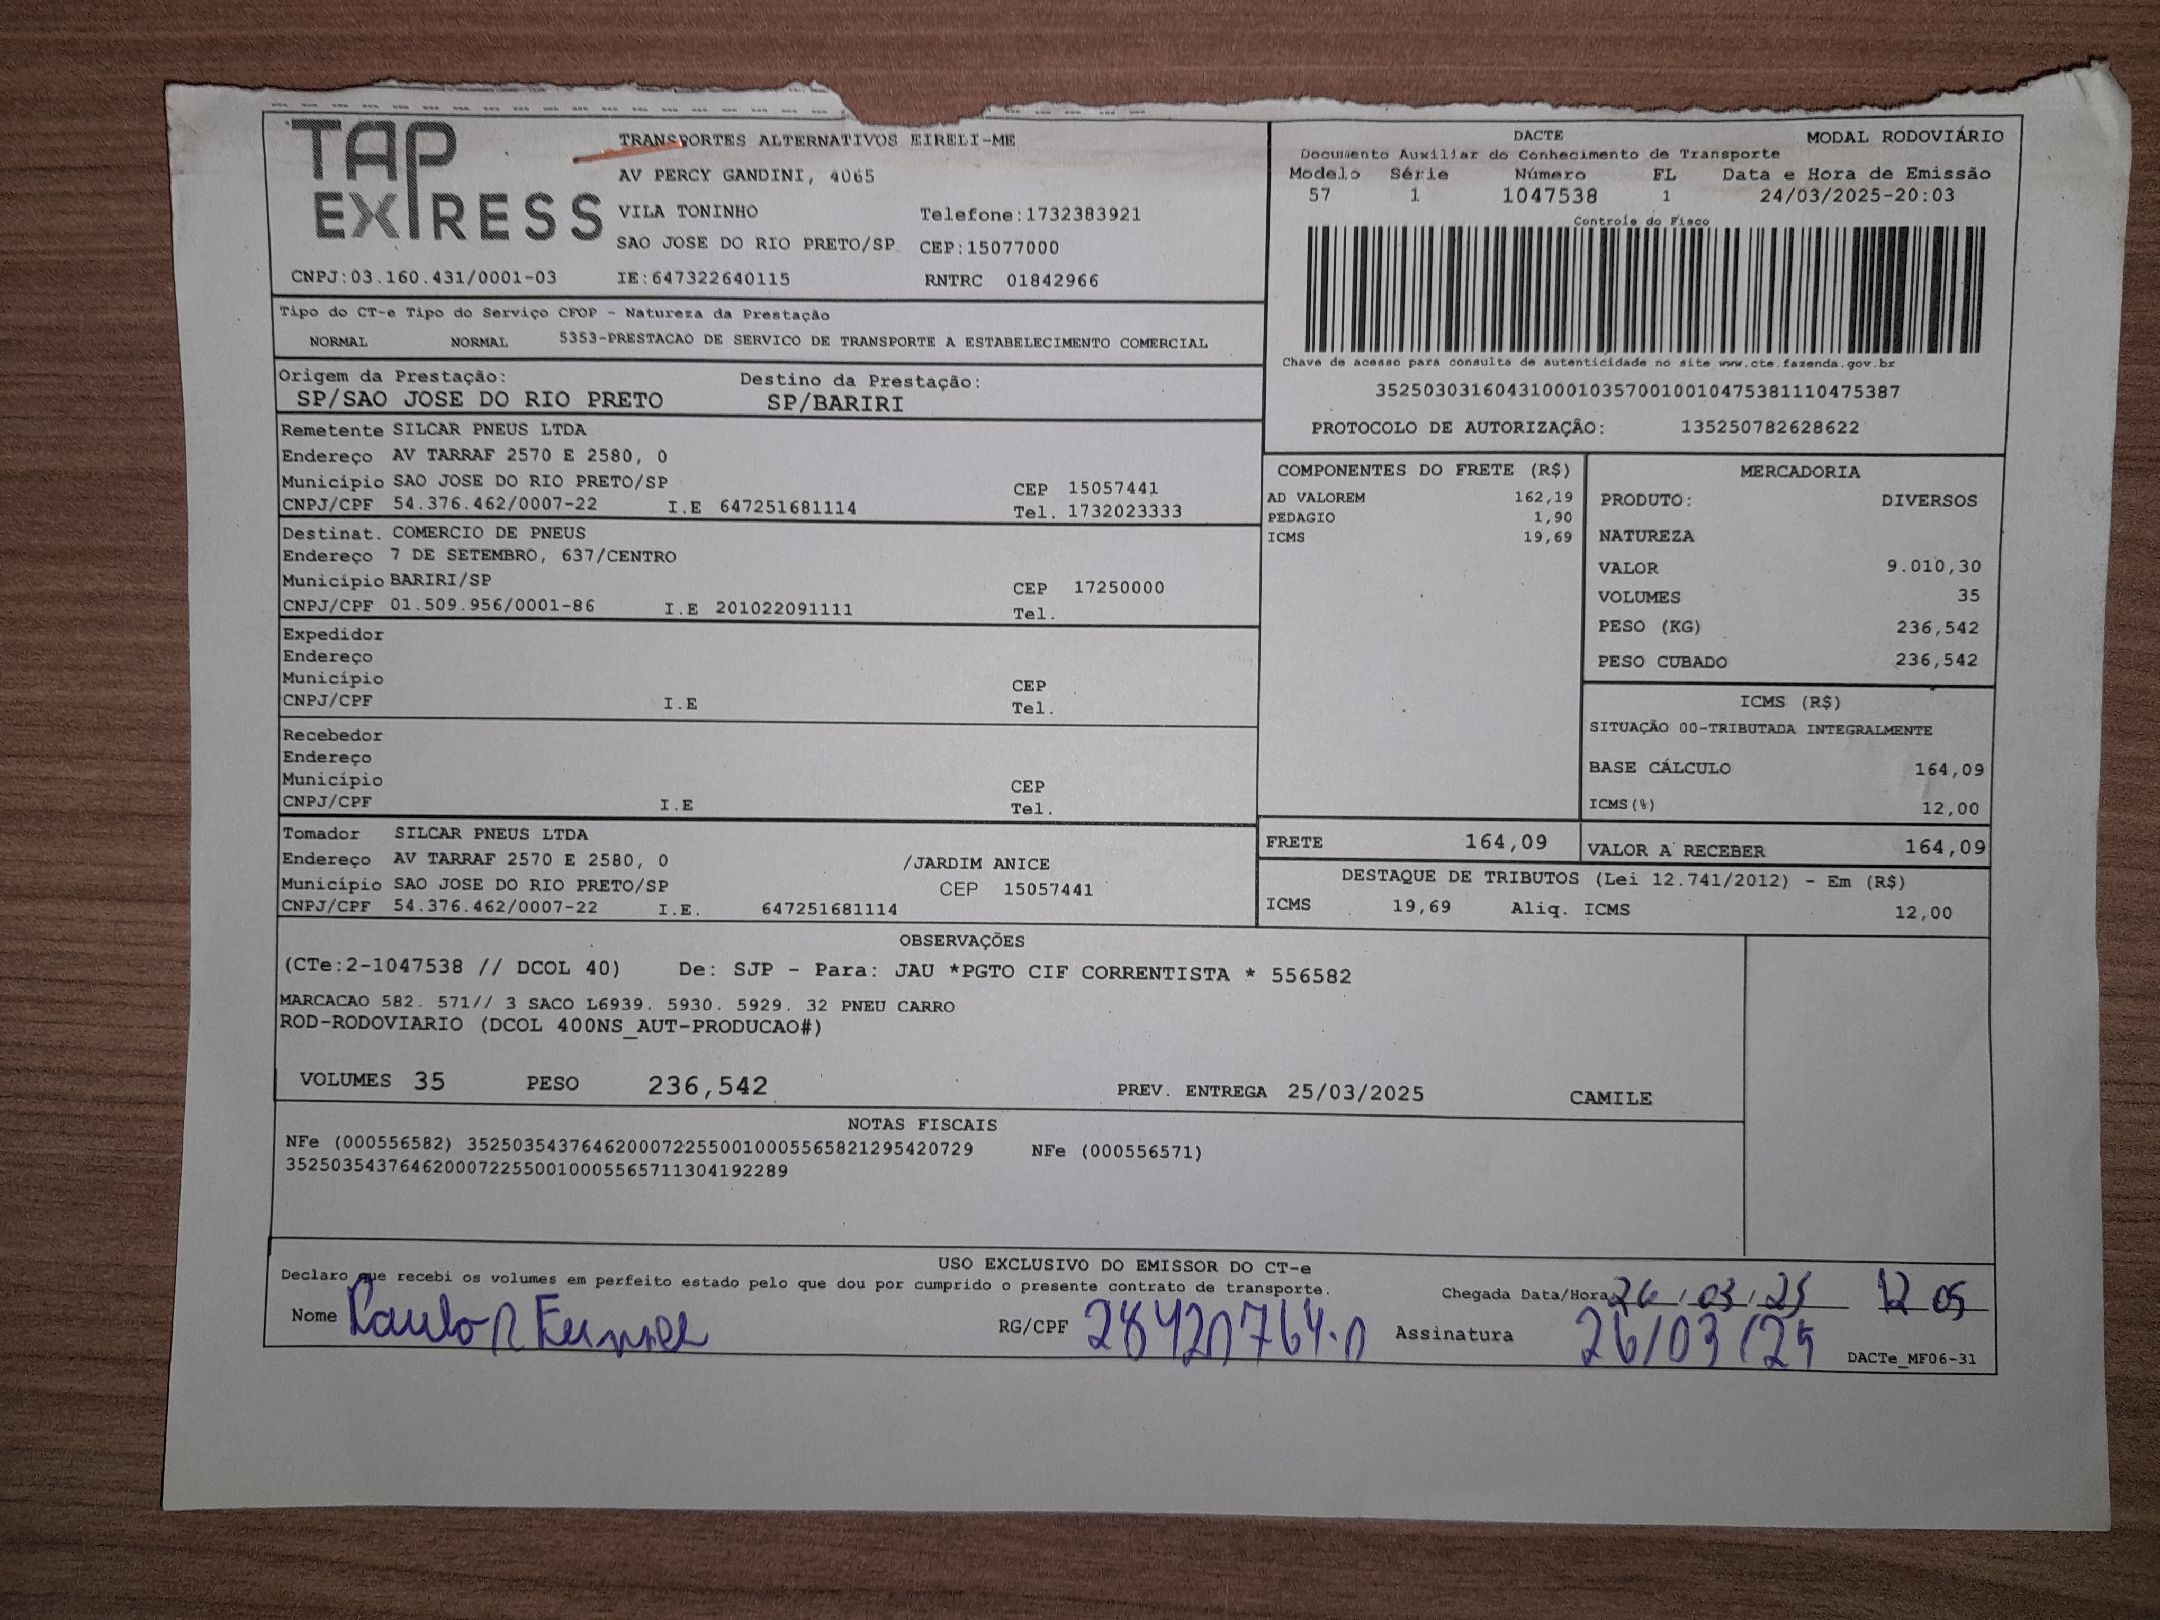 TAP EXPRESS
TRANSPORTES ALTERNATIVOS EIRELI-ME
AV PERCY GANDINI, 4065
VILA TONINHO Telefone:1732383921
SAO JOSE DO RIO PRETO/SP CEP:15077000
CNPJ:03.160.431/0001-03 IE:647322640115 RNTRC 01842966
DACTE MODAL RODOVIÁRIO
Documento Auxiliar do Conhecimento de Transporte
Modelo Série Número FL Data e Hora de Emissão
57 1 1047538 1 24/03/2025-20:03
Controle do Fisco
Chave de acesso para consulta de autenticidade no site www.cte.fazenda.gov.br
35250303160431000103570010010475381110475387
PROTOCOLO DE AUTORIZAÇÃO: 135250782628622
Tipo do CT-e Tipo do Serviço CFOP - Natureza da Prestação
NORMAL NORMAL 5353-PRESTACAO DE SERVICO DE TRANSPORTE A ESTABELECIMENTO COMERCIAL
Origem da Prestação: Destino da Prestação:
SP/SAO JOSE DO RIO PRETO SP/BARIRI
Remetente SILCAR PNEUS LTDA
Endereço AV TARRAF 2570 E 2580, 0
Município SAO JOSE DO RIO PRETO/SP CEP 15057441
CNPJ/CPF 54.376.462/0007-22 I.E 647251681114 Tel. 1732023333
Destinat. COMERCIO DE PNEUS
Endereço 7 DE SETEMBRO, 637/CENTRO
Município BARIRI/SP CEP 17250000
CNPJ/CPF 01.509.956/0001-86 I.E 201022091111 Tel.
Expedidor
Endereço
Município CEP
CNPJ/CPF I.E Tel.
Recebedor
Endereço
Município CEP
CNPJ/CPF I.E Tel.
Tomador SILCAR PNEUS LTDA
Endereço AV TARRAF 2570 E 2580, 0 /JARDIM ANICE
Município SAO JOSE DO RIO PRETO/SP CEP 15057441
CNPJ/CPF 54.376.462/0007-22 I.E. 647251681114
COMPONENTES DO FRETE (R$)
AD VALOREM 162,19
PEDAGIO 1,90
ICMS 19,69
MERCADORIA
PRODUTO: DIVERSOS
NATUREZA
VALOR 9.010,30
VOLUMES 35
PESO (KG) 236,542
PESO CUBADO 236,542
ICMS (R$)
SITUAÇÃO 00-TRIBUTADA INTEGRALMENTE
BASE CÁLCULO 164,09
ICMS(%) 12,00
FRETE 164,09 VALOR A RECEBER 164,09
DESTAQUE DE TRIBUTOS (Lei 12.741/2012) - Em (R$)
ICMS 19,69 Aliq. ICMS 12,00
OBSERVAÇÕES
(CTe:2-1047538 // DCOL 40) De: SJP - Para: JAU *PGTO CIF CORRENTISTA * 556582
MARCACAO 582. 571// 3 SACO L6939. 5930. 5929. 32 PNEU CARRO
ROD-RODOVIARIO (DCOL 400NS_AUT-PRODUCAO#)
VOLUMES 35 PESO 236,542 PREV. ENTREGA 25/03/2025 CAMILE
NOTAS FISCAIS
NFe (000556582) 35250354376462000722550010005565821295420729 NFe (000556571)
35250354376462000722550010005565711304192289
USO EXCLUSIVO DO EMISSOR DO CT-e
Declaro que recebi os volumes em perfeito estado pelo que dou por cumprido o presente contrato de transporte. Chegada Data/Hora 26/03/25 12 05
Nome Paulo R RG/CPF Assinatura 26/03/25
DACTe_MF06-31